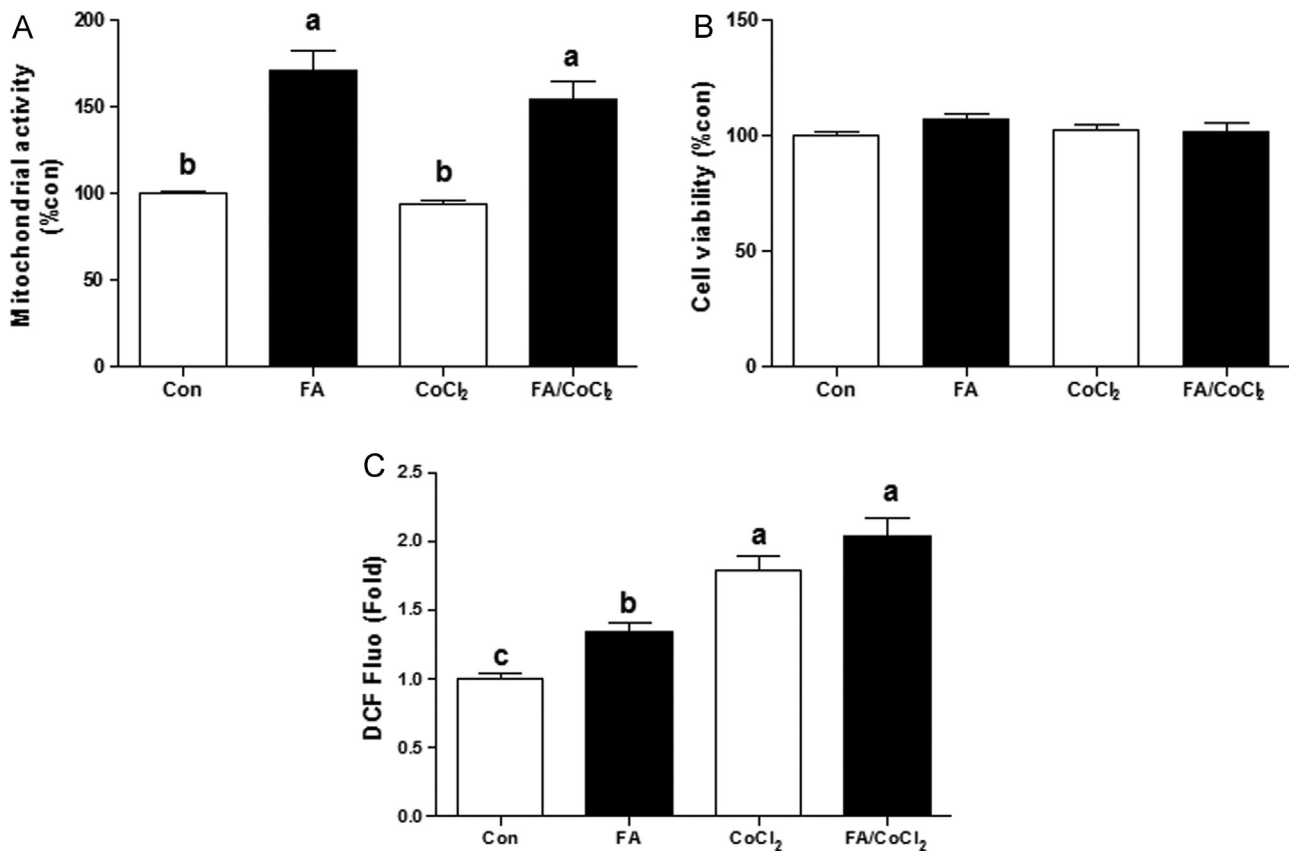 A
Mitochondrial activity
(%con)
200
150
100
50
0
b
a
b
a
Con
FA
CoCl₂
FA/CoCl₂
B
Cell viability (%con)
150
100
50
0
Con
FA
CoCl₂
FA/CoCl₂
C
DCF Fluo (Fold)
2.5
2.0
1.5
1.0
0.5
0.0
c
b
a
a
Con
FA
CoCl₂
FA/CoCl₂